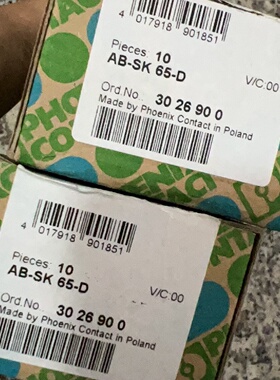 4 017918 901851
Pieces: 10
AB-SK 65-D
V/C:00
Ord.No. 30 26 90 0
Made by Phoenix Contact in Poland
4 017918 901851
Pieces: 10
AB-SK 65-D
V/C:00
Ord.No 30 26 90 0
Made by Phoenix Contact in Poland